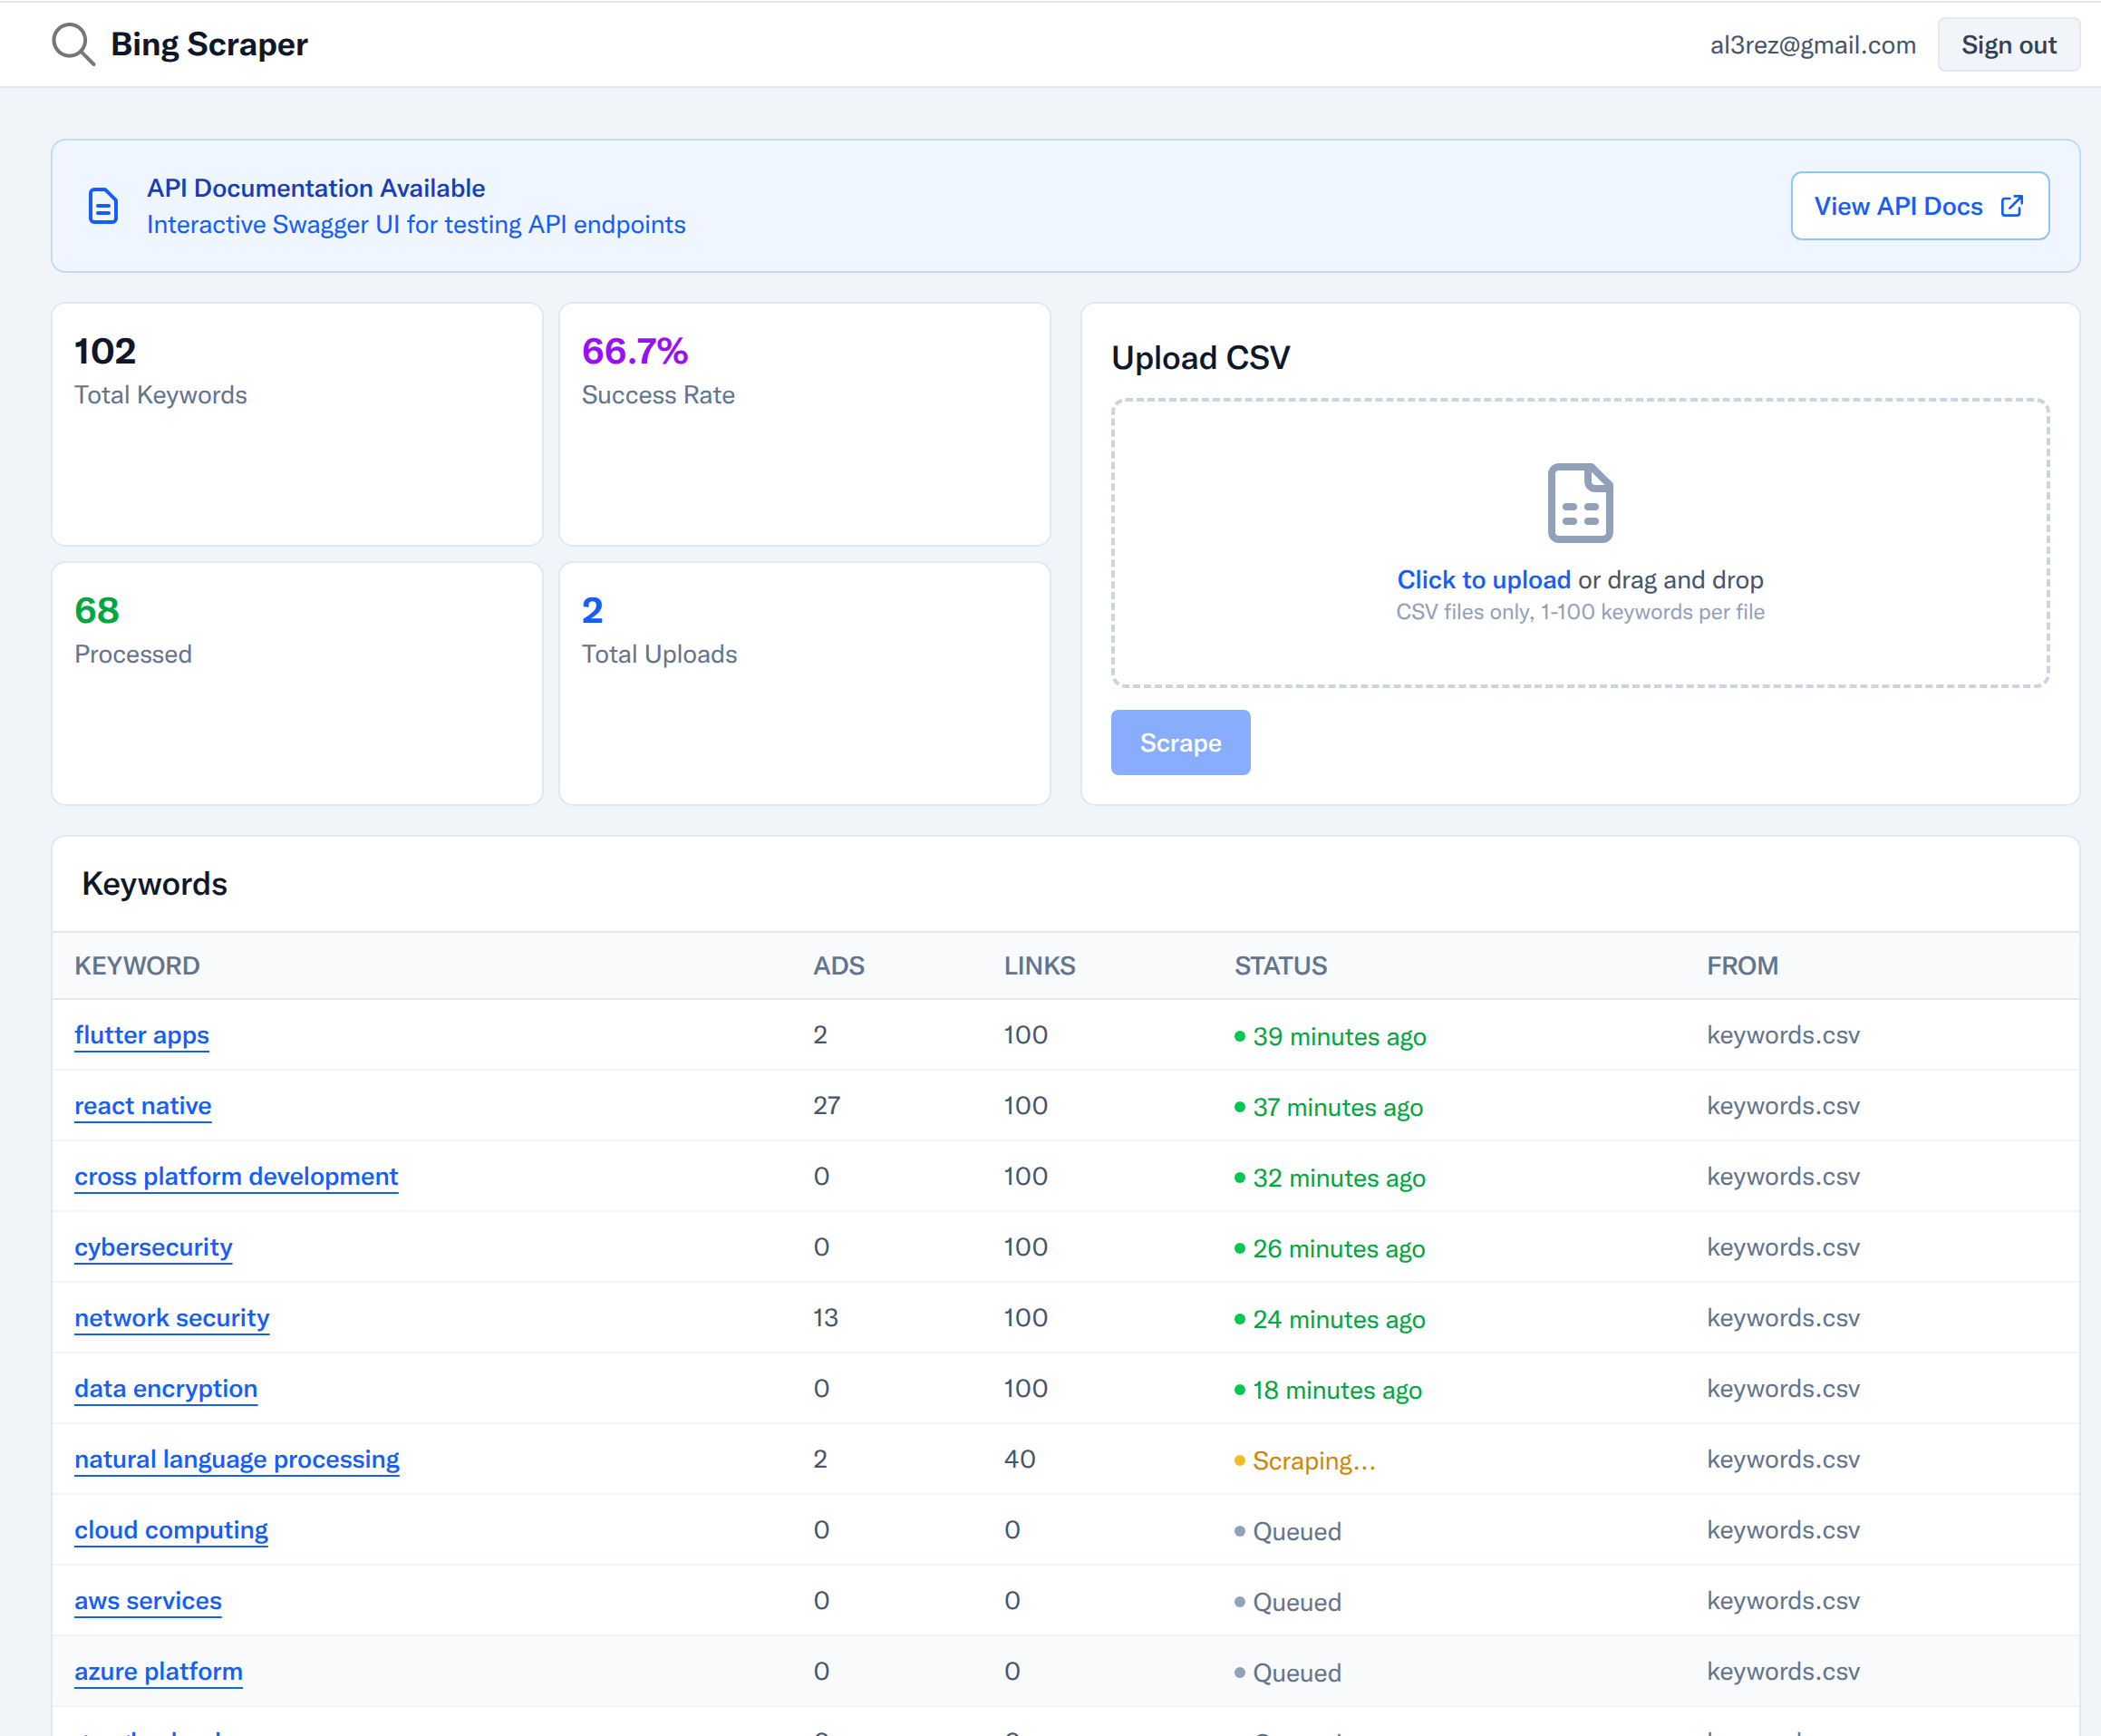 Bing Scraper
al3rez@gmail.com
Sign out
API Documentation Available
Interactive Swagger UI for testing API endpoints
View API Docs
102
Total Keywords
66.7%
Success Rate
68
Processed
2
Total Uploads
Upload CSV
Click to upload or drag and drop
CSV files only, 1-100 keywords per file
Scrape
Keywords
KEYWORD ADS LINKS STATUS FROM
flutter apps 2 100 39 minutes ago keywords.csv
react native 27 100 37 minutes ago keywords.csv
cross platform development 0 100 32 minutes ago keywords.csv
cybersecurity 0 100 26 minutes ago keywords.csv
network security 13 100 24 minutes ago keywords.csv
data encryption 0 100 18 minutes ago keywords.csv
natural language processing 2 40 Scraping... keywords.csv
cloud computing 0 0 Queued keywords.csv
aws services 0 0 Queued keywords.csv
azure platform 0 0 Queued keywords.csv